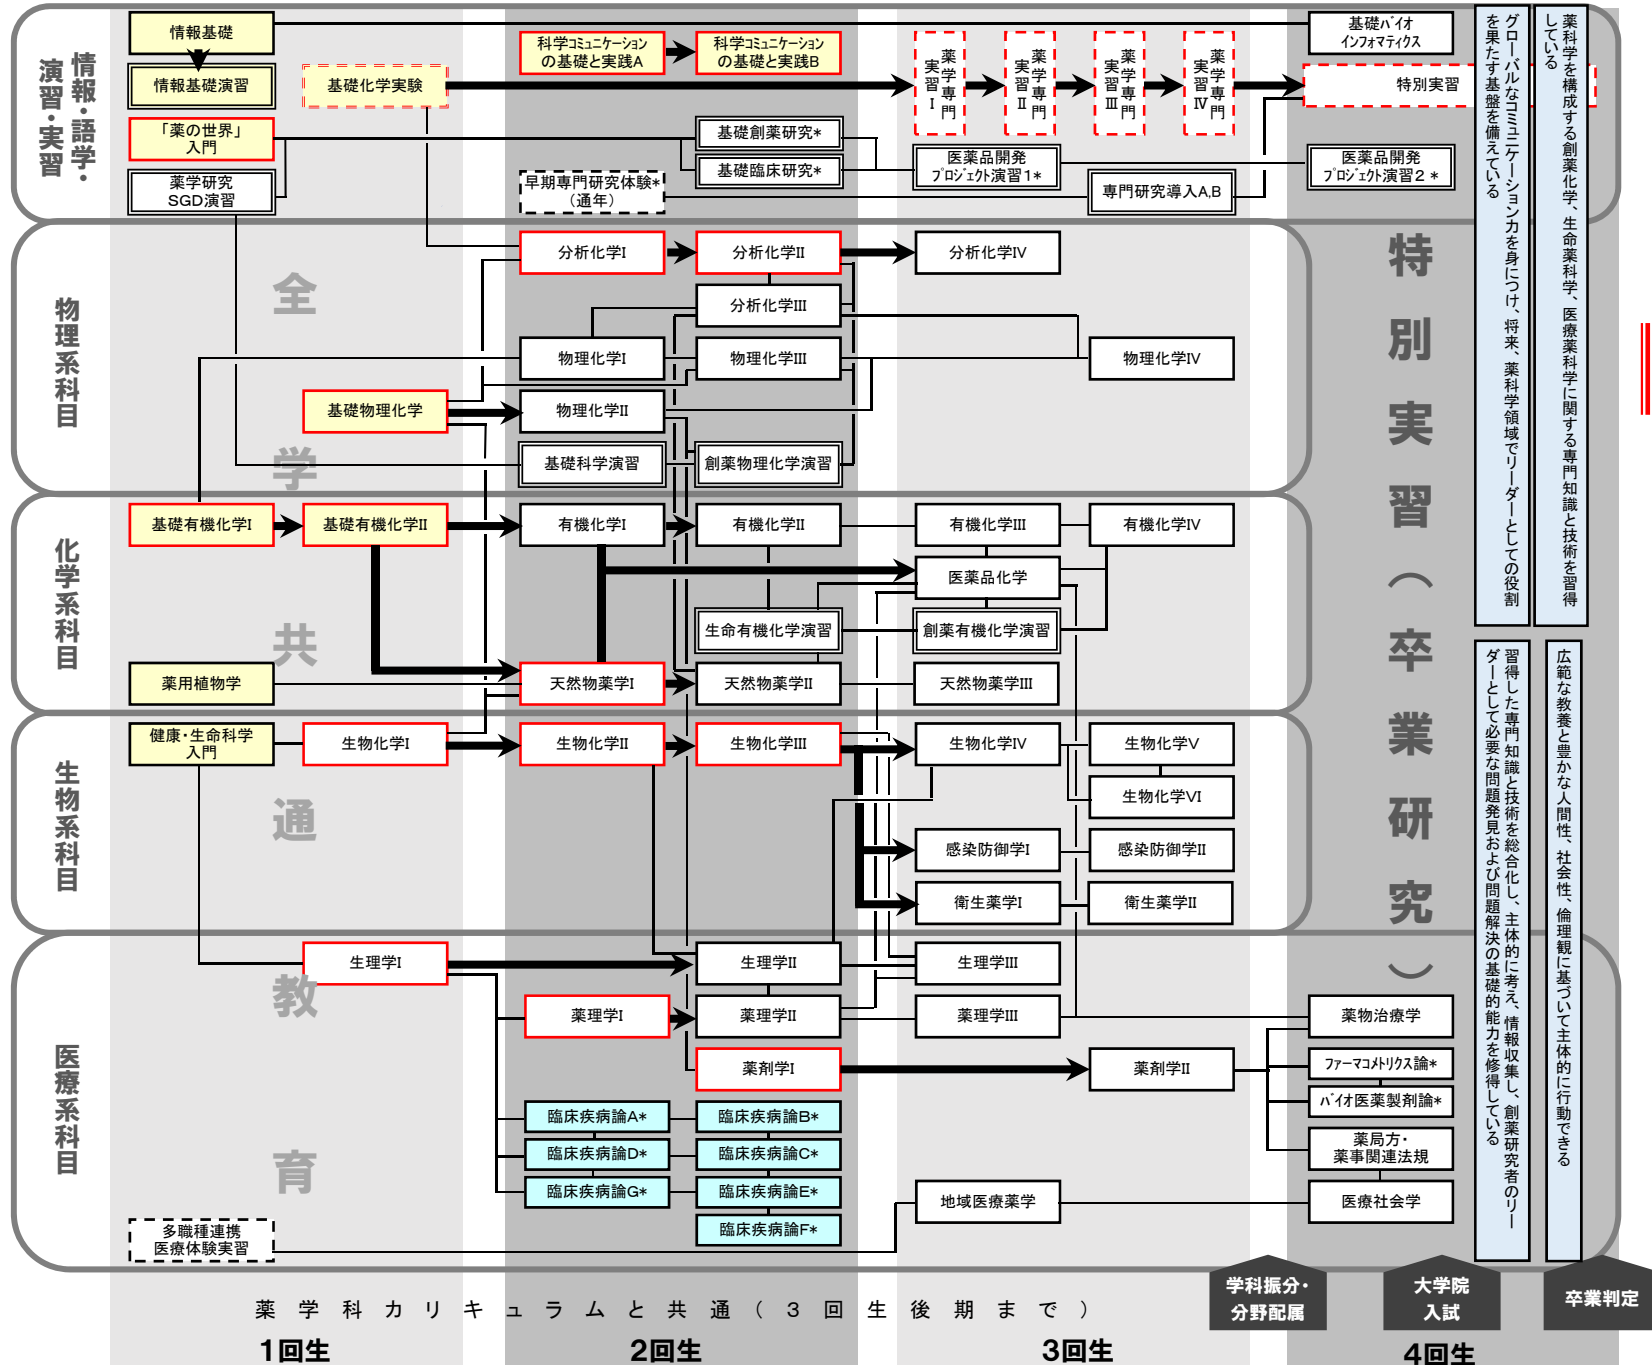 情報・語学・
演習・実習
情報基礎
情報基礎演習
「薬の世界」
入門
薬学研究
SGD演習
基礎化学実験
科学コミュニケーション
の基礎と実践A
科学コミュニケーション
の基礎と実践B
早期専門研究体験*
(通年)
基礎創薬研究*
基礎臨床研究*
薬学専門
実習Ⅰ
薬学専門
実習Ⅱ
薬学専門
実習Ⅲ
薬学専門
実習Ⅳ
医薬品開発
プロジェクト演習1*
専門研究導入A,B
基礎バイオ
インフォマティクス
特別実習
医薬品開発
プロジェクト演習2 *
物理系科目
基礎物理化学
分析化学I
分析化学II
分析化学IV
分析化学III
物理化学I
物理化学III
物理化学IV
物理化学II
基礎科学演習
創薬物理化学演習
化学系科目
基礎有機化学I
基礎有機化学II
有機化学I
有機化学II
有機化学III
有機化学IV
医薬品化学
生命有機化学演習
創薬有機化学演習
薬用植物学
天然物薬学I
天然物薬学II
天然物薬学III
生物系科目
健康・生命科学
入門
生物化学I
生物化学II
生物化学III
生物化学IV
生物化学V
生物化学VI
感染防御学I
感染防御学II
衛生薬学I
衛生薬学II
医療系科目
生理学I
生理学II
生理学III
薬理学I
薬理学II
薬理学III
薬物治療学
薬剤学I
薬剤学II
ファーマコメトリクス論*
バイオ医薬製剤論*
臨床疾病論A*
臨床疾病論B*
臨床疾病論D*
臨床疾病論C*
薬局方・
薬事関連法規
臨床疾病論G*
臨床疾病論E*
地域医療薬学
医療社会学
臨床疾病論F*
多職種連携
医療体験実習
全学共通教育
特別実習(卒業研究)
薬科学を構成する創薬化学、生命薬科学、医療薬科学に関する専門知識と技術を習得
している
グローバルなコミュニケーション力を身につけ、将来、薬科学領域でリーダーとしての役割
を果たす基盤を備えている
広範な教養と豊かな人間性、社会性、倫理観に基づいて主体的に行動できる
習得した専門知識と技術を総合化し、主体的に考え、情報収集し、創薬研究者のリー
ダーとして必要な問題発見および問題解決の基礎的能力を修得している
学科振分・
分野配属
大学院
入試
卒業判定
薬学科カリキュラムと共通(3回生後期まで)
1回生
2回生
3回生
4回生